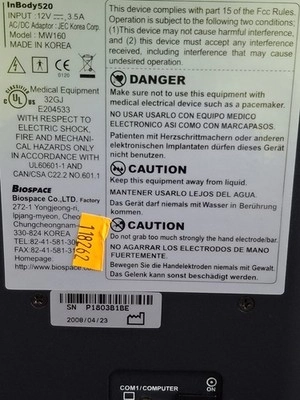 InBody520
INPUT : 12V ⎓ 3.5A
AC/DC Adaptor : JEC Korea Corp.
Model : MW160
MADE IN KOREA
Medical Equipment
32GJ
E204533
WITH RESPECT TO
ELECTRIC SHOCK,
FIRE AND MECHANI-
CAL HAZARDS ONLY
IN ACCORDANCE WITH
UL60601-1 AND
CAN/CSA C22.2 NO.601.1
BIOSPACE
Biospace Co., LTD. Factory
272-1 Yongjeong-ri,
Ipjang-myeon, Cheon
Chungcheongnam
330-824 KOREA
TEL:82-41-581-30
FAX:82-41-581-31
Homepage:
http://www.biospace
118262
This device complies with part 15 of the Fcc Rules.
Operation is subject to the following two conditions;
(1) This device may not cause harmful interference,
and (2) this device must accept any interference
received, including interference that may cause
undesired operation.
DANGER
Make sure not to use this equipment with
medical electrical device such as a pacemaker.
NO USAR USARLO CON EQUIPO MEDICO
ELECTRONICO ASI COMO CON MARCAPASOS.
Patienten mit Herzschrittmachern oder anderen
elektronischen Implantaten dürfen dieses Gerät
nicht benutzen.
CAUTION
Keep this equipment away from liquid.
MANTENER USARLO LEJOS DEL AGUA.
Das Gerät darf niemals mit Wasser in Berührung
kommen.
CAUTION
Do not grab too much strongly the hand electrode/bar.
NO AGARRAR LOS ELECTRODOS DE MANO
FUERTEMENTE.
Bewegen Sie die Handelektroden niemals mit Gewalt.
Das Gelenk kann sonst beschädigt werden.
SN P1803818E
2008/04/23
COM1/COMPUTER
ON